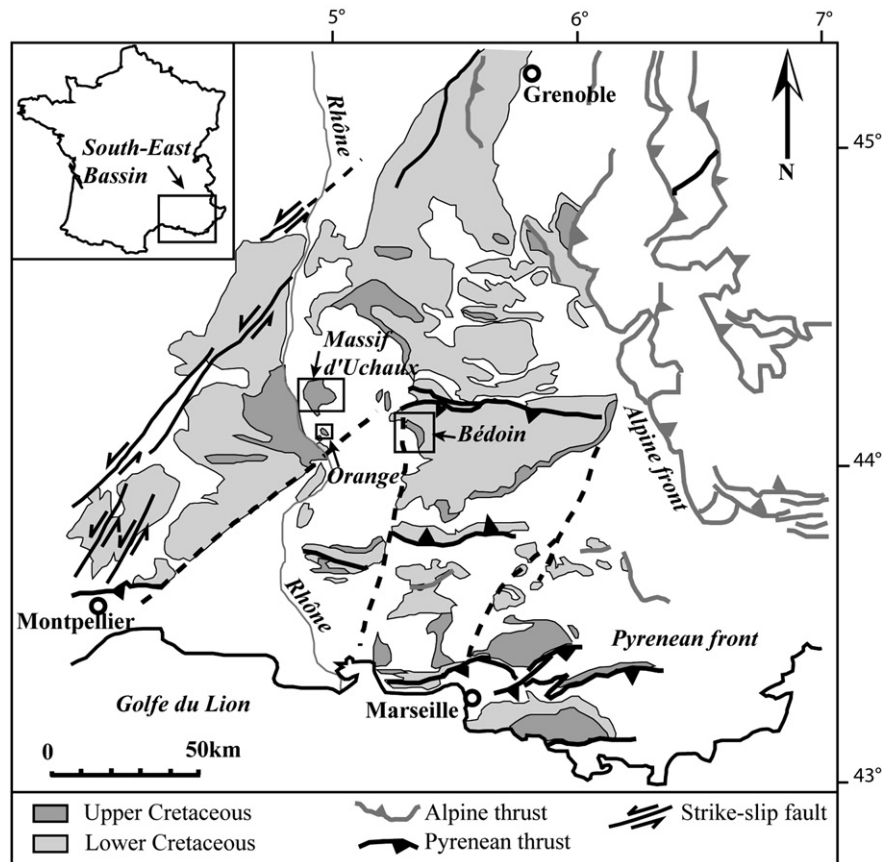 5°
6°
7°
Grenoble
Rhône
45°
N
South-East
Bassin
Massif
d'Uchaux
Bédoin
Orange
44°
Alpine front
Rhône
Montpellier
Pyrenean front
Golfe du Lion
Marseille
0
50km
43°
Upper Cretaceous
Alpine thrust
Strike-slip fault
Lower Cretaceous
Pyrenean thrust